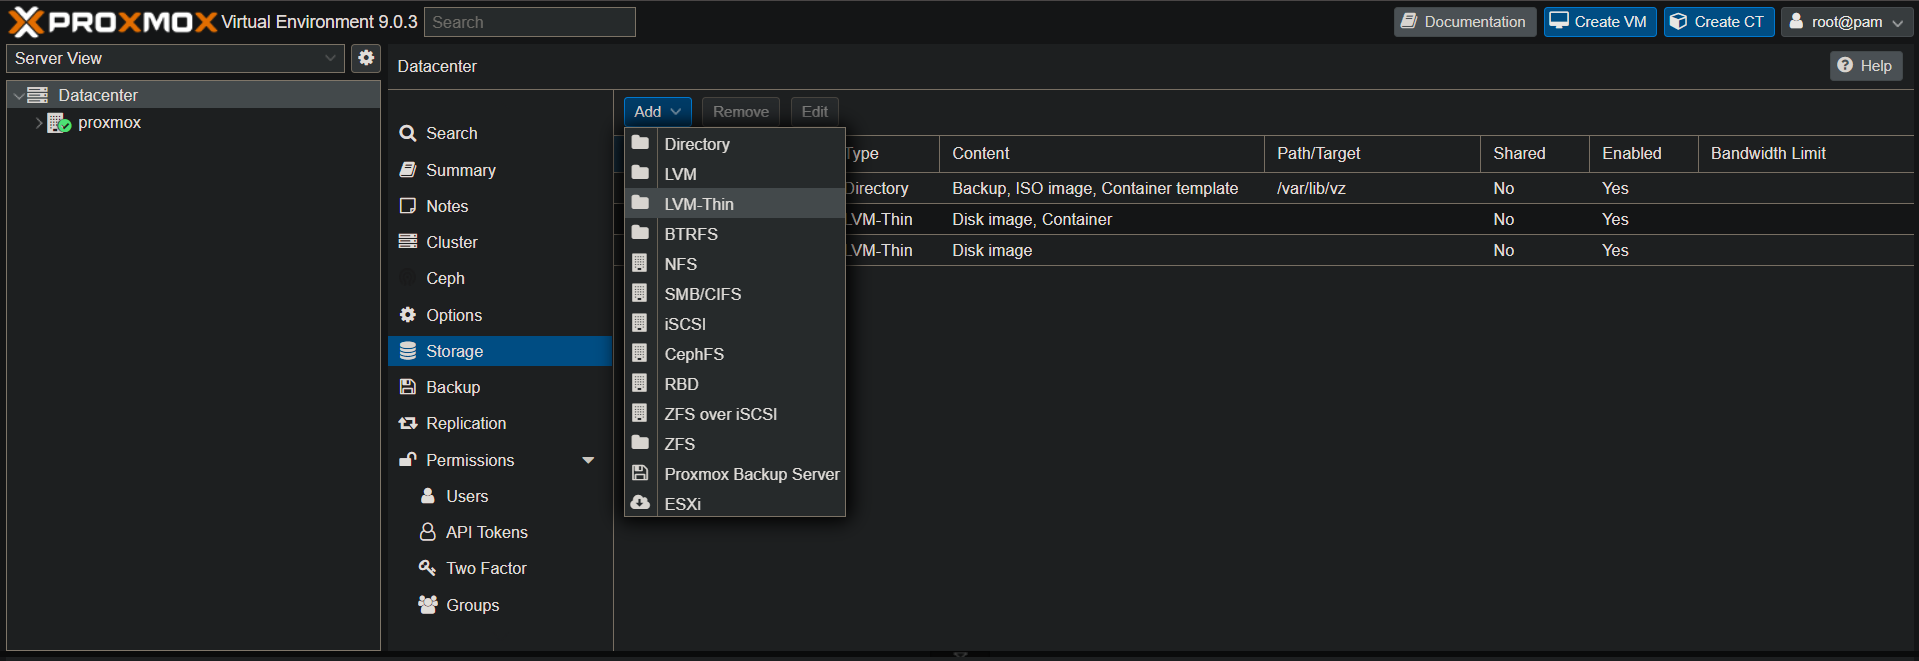 PROXMOX Virtual Environment 9.0.3 Search Documentation Create VM Create CT root@pam
Server View
Datacenter
proxmox
Datacenter Help
Search
Summary
Notes
Cluster
Ceph
Options
Storage
Backup
Replication
Permissions
Users
API Tokens
Two Factor
Groups
Add Remove Edit
Directory
LVM
LVM-Thin
BTRFS
NFS
SMB/CIFS
iSCSI
CephFS
RBD
ZFS over iSCSI
ZFS
Proxmox Backup Server
ESXi
Type Content Path/Target Shared Enabled Bandwidth Limit
Directory Backup, ISO image, Container template /var/lib/vz No Yes
LVM-Thin Disk image, Container No Yes
LVM-Thin Disk image No Yes